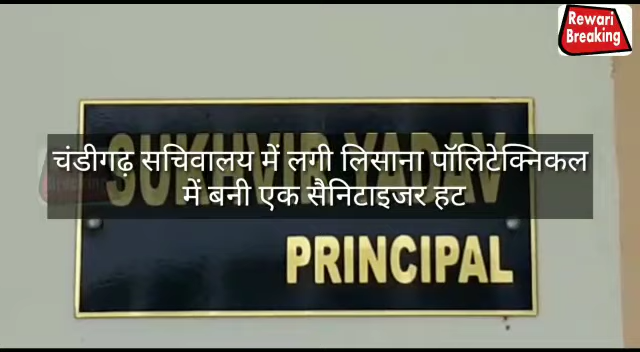 Rewari
Breaking
SUKHVIR YADAV
चंडीगढ़ सचिवालय में लगी लिसाना पॉलिटेक्निकल
में बनी एक सैनिटाइजर हट
PRINCIPAL